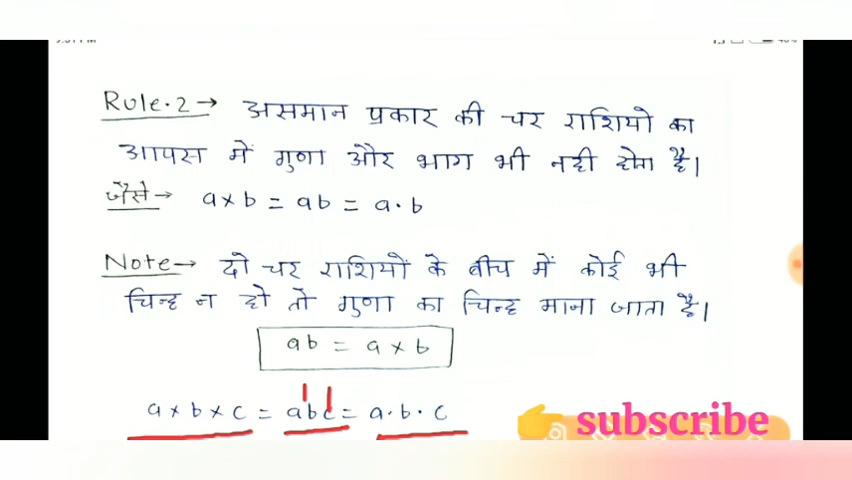 Rule.2→ असमान प्रकार की चर राशियो का
आपस में गुणा और भाग भी नही होता है।
जैसे→ a×b = ab = a·b
Note→ दो चर राशियों के बीच में कोई भी
चिन्ह न हो तो गुणा का चिन्ह माना जाता है।
ab = a×b
a×b×c = abc = a·b·c
subscribe